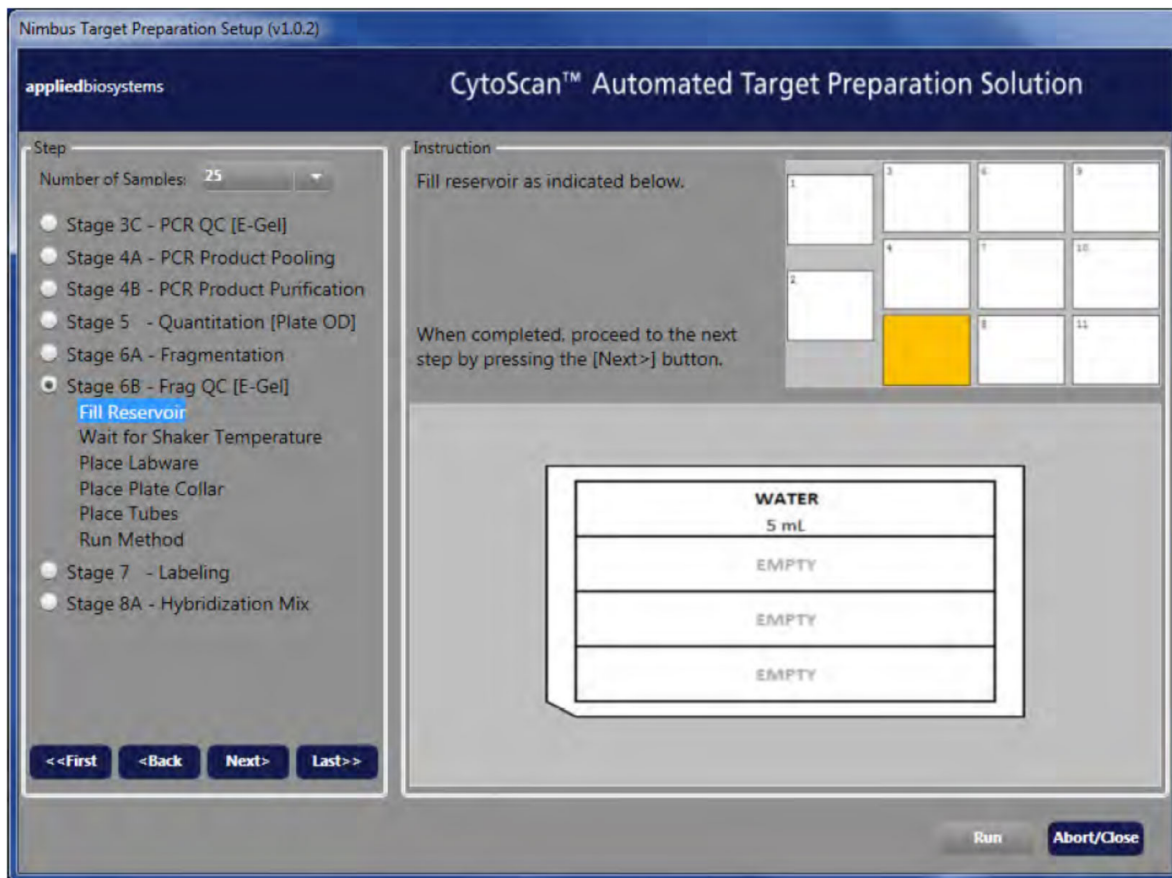 Nimbus Target Preparation Setup (v1.0.2)
appliedbiosystems
CytoScan™ Automated Target Preparation Solution
Step
Number of Samples: 25
Stage 3C - PCR QC [E-Gel]
Stage 4A - PCR Product Pooling
Stage 4B - PCR Product Purification
Stage 5 - Quantitation [Plate OD]
Stage 6A - Fragmentation
Stage 6B - Frag QC [E-Gel]
Fill Reservoir
Wait for Shaker Temperature
Place Labware
Place Plate Collar
Place Tubes
Run Method
Stage 7 - Labeling
Stage 8A - Hybridization Mix
<<First <Back Next> Last>>
Instruction
Fill reservoir as indicated below.
When completed, proceed to the next
step by pressing the [Next>] button.
1 3 6 9
4 7 10
2
8 11
WATER
5 mL
EMPTY
EMPTY
EMPTY
Run Abort/Close